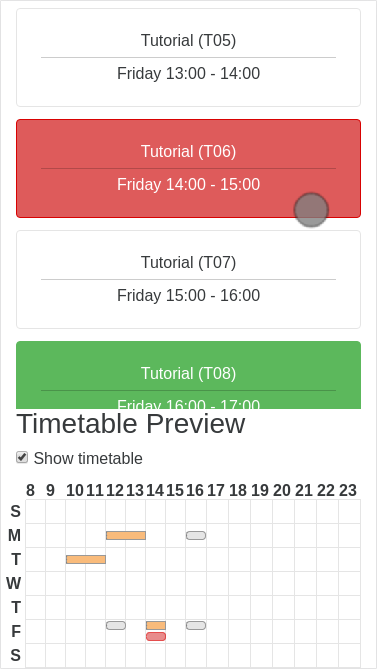 Tutorial (T05)
Friday 13:00 - 14:00
Tutorial (T06)
Friday 14:00 - 15:00
Tutorial (T07)
Friday 15:00 - 16:00
Tutorial (T08)
Friday 16:00 - 17:00
Timetable Preview
Show timetable
8 9 10 11 12 13 14 15 16 17 18 19 20 21 22 23
S
M
T
W
T
F
S